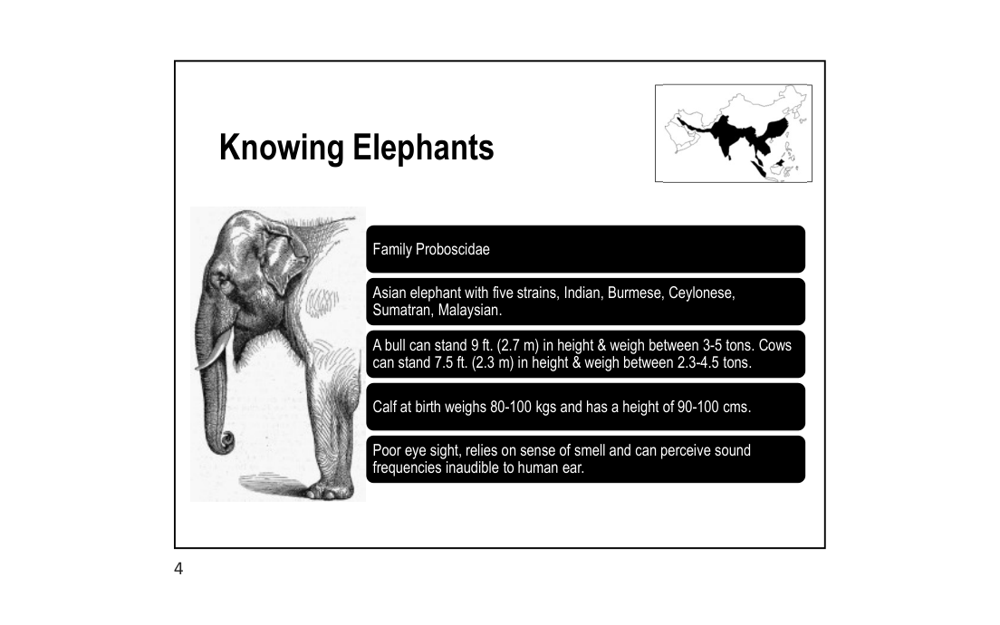 Knowing Elephants
Family Proboscidae
Asian elephant with five strains, Indian, Burmese, Ceylonese,
Sumatran, Malaysian.
A bull can stand 9 ft. (2.7 m) in height & weigh between 3-5 tons. Cows
can stand 7.5 ft. (2.3 m) in height & weigh between 2.3-4.5 tons.
Calf at birth weighs 80-100 kgs and has a height of 90-100 cms.
Poor eye sight, relies on sense of smell and can perceive sound
frequencies inaudible to human ear.
4